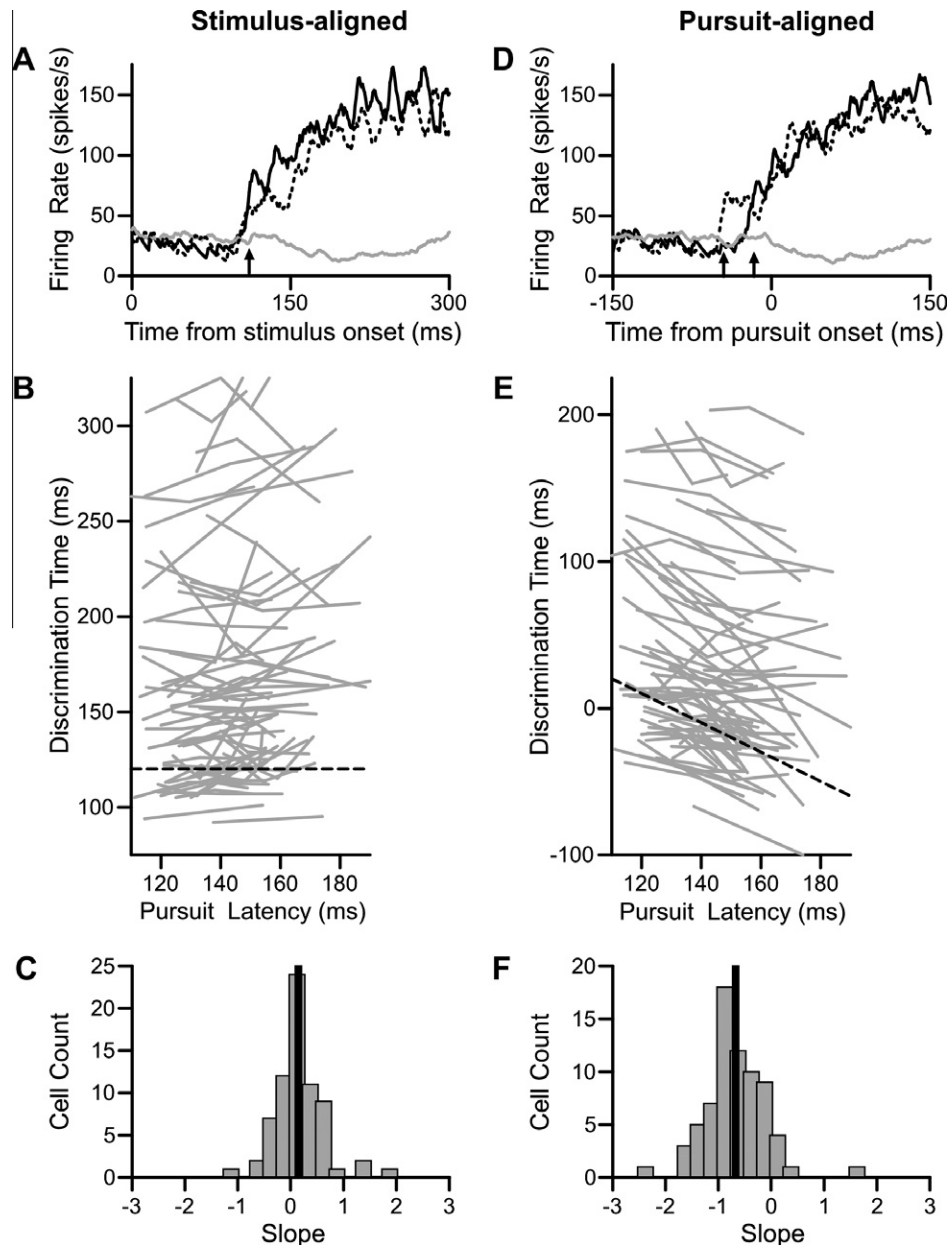 Stimulus-aligned
Pursuit-aligned
A
Firing Rate (spikes/s)
150
100
50
0
0
150
300
Time from stimulus onset (ms)
D
Firing Rate (spikes/s)
150
100
50
0
-150
0
150
Time from pursuit onset (ms)
B
Discrimination Time (ms)
300
250
200
150
100
120
140
160
180
Pursuit Latency (ms)
E
Discrimination Time (ms)
200
100
0
-100
120
140
160
180
Pursuit Latency (ms)
C
Cell Count
25
20
15
10
5
0
-3
-2
-1
0
1
2
3
Slope
F
Cell Count
20
15
10
5
0
-3
-2
-1
0
1
2
3
Slope